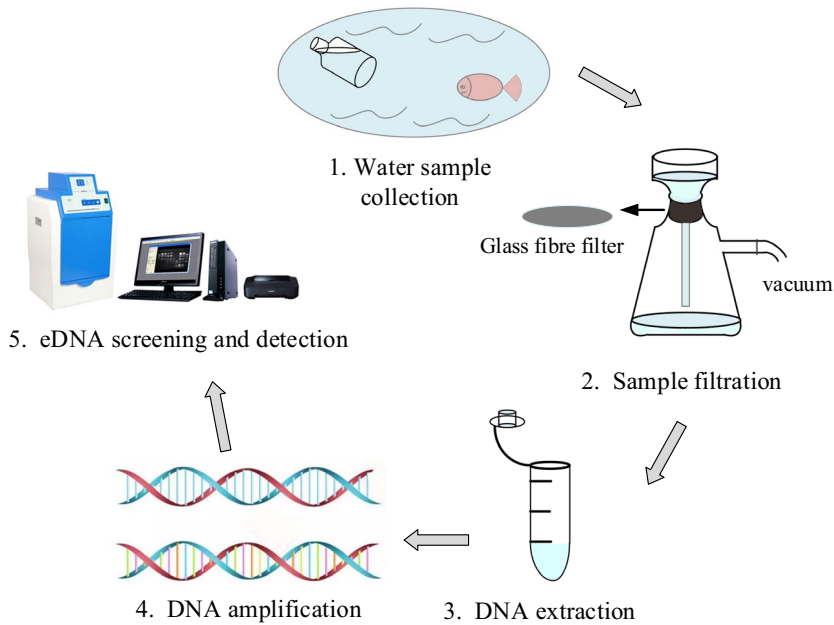 1. Water sample
collection
Glass fibre filter
vacuum
2. Sample filtration
3. DNA extraction
4. DNA amplification
5. eDNA screening and detection